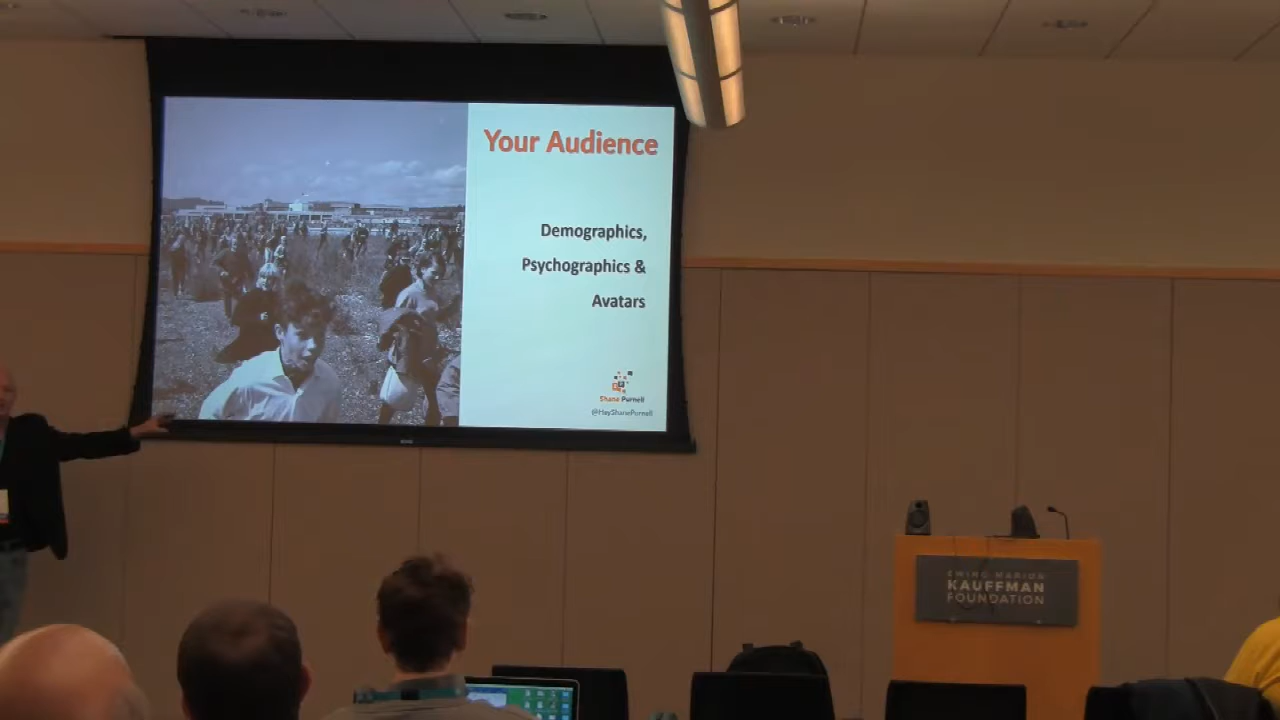 Your Audience
Demographics,
Psychographics &
Avatars
Shane Purnell
@HeyShanePurnell
EWING MARION
KAUFFMAN
FOUNDATION